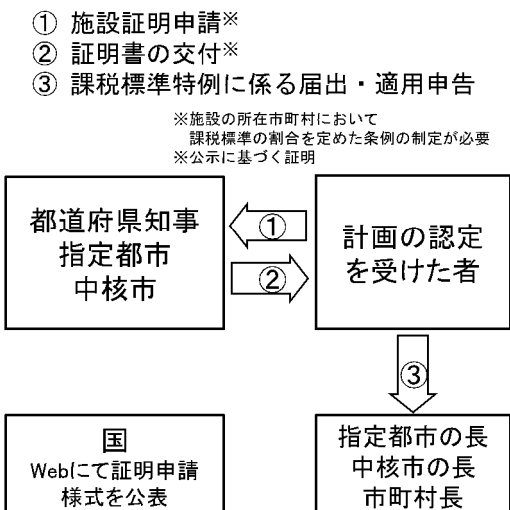 ① 施設証明申請※
② 証明書の交付※
③ 課税標準特例に係る届出・適用申告
※施設の所在市町村において
課税標準の割合を定めた条例の制定が必要
※公示に基づく証明
都道府県知事
指定都市
中核市
①
②
計画の認定
を受けた者
③
国
Webにて証明申請
様式を公表
指定都市の長
中核市の長
市町村長